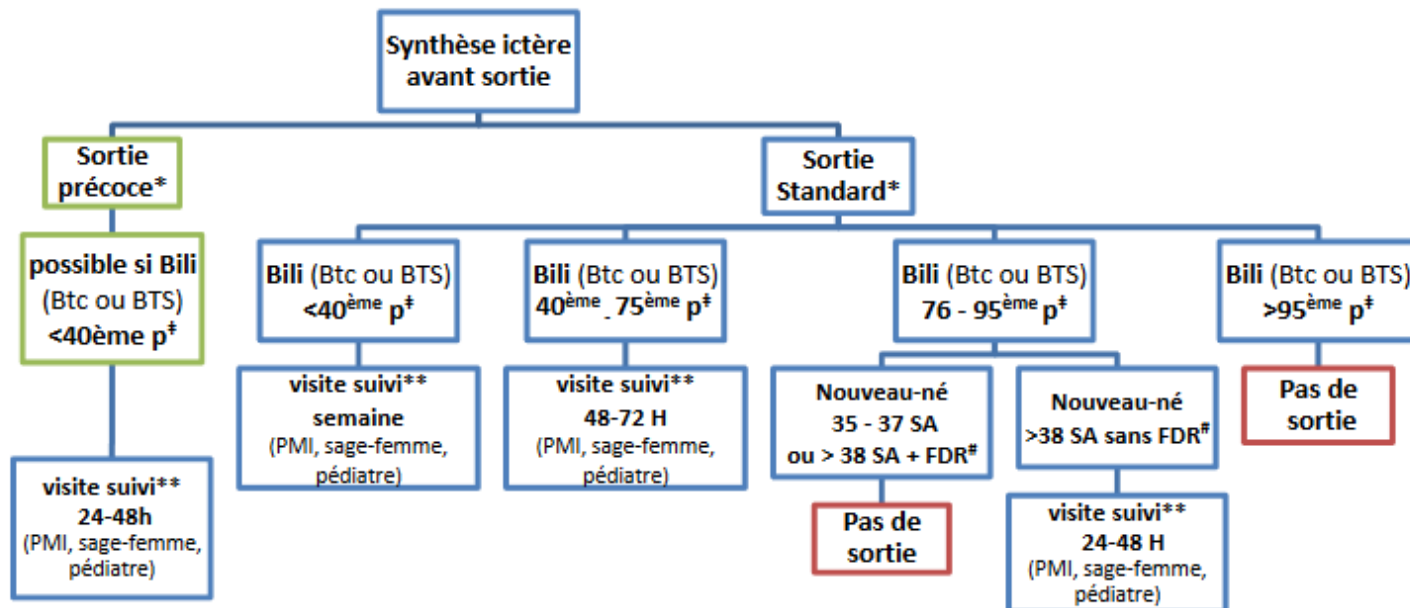 Synthèse ictère
avant sortie
Sortie
précoce*
possible si Bili
(Btc ou BTS)
<40ème p‡
visite suivi**
24-48h
(PMI, sage-femme,
pédiatre)
Sortie
Standard*
Bili (Btc ou BTS)
<40ème p‡
visite suivi**
semaine
(PMI, sage-femme,
pédiatre)
Bili (Btc ou BTS)
40ème - 75ème p‡
visite suivi**
48-72 H
(PMI, sage-femme,
pédiatre)
Bili (Btc ou BTS)
76 - 95ème p‡
Nouveau-né
35 - 37 SA
ou > 38 SA + FDR#
Pas de
sortie
Nouveau-né
>38 SA sans FDR#
visite suivi**
24-48 H
(PMI, sage-femme,
pédiatre)
Bili (Btc ou BTS)
>95ème p‡
Pas de
sortie